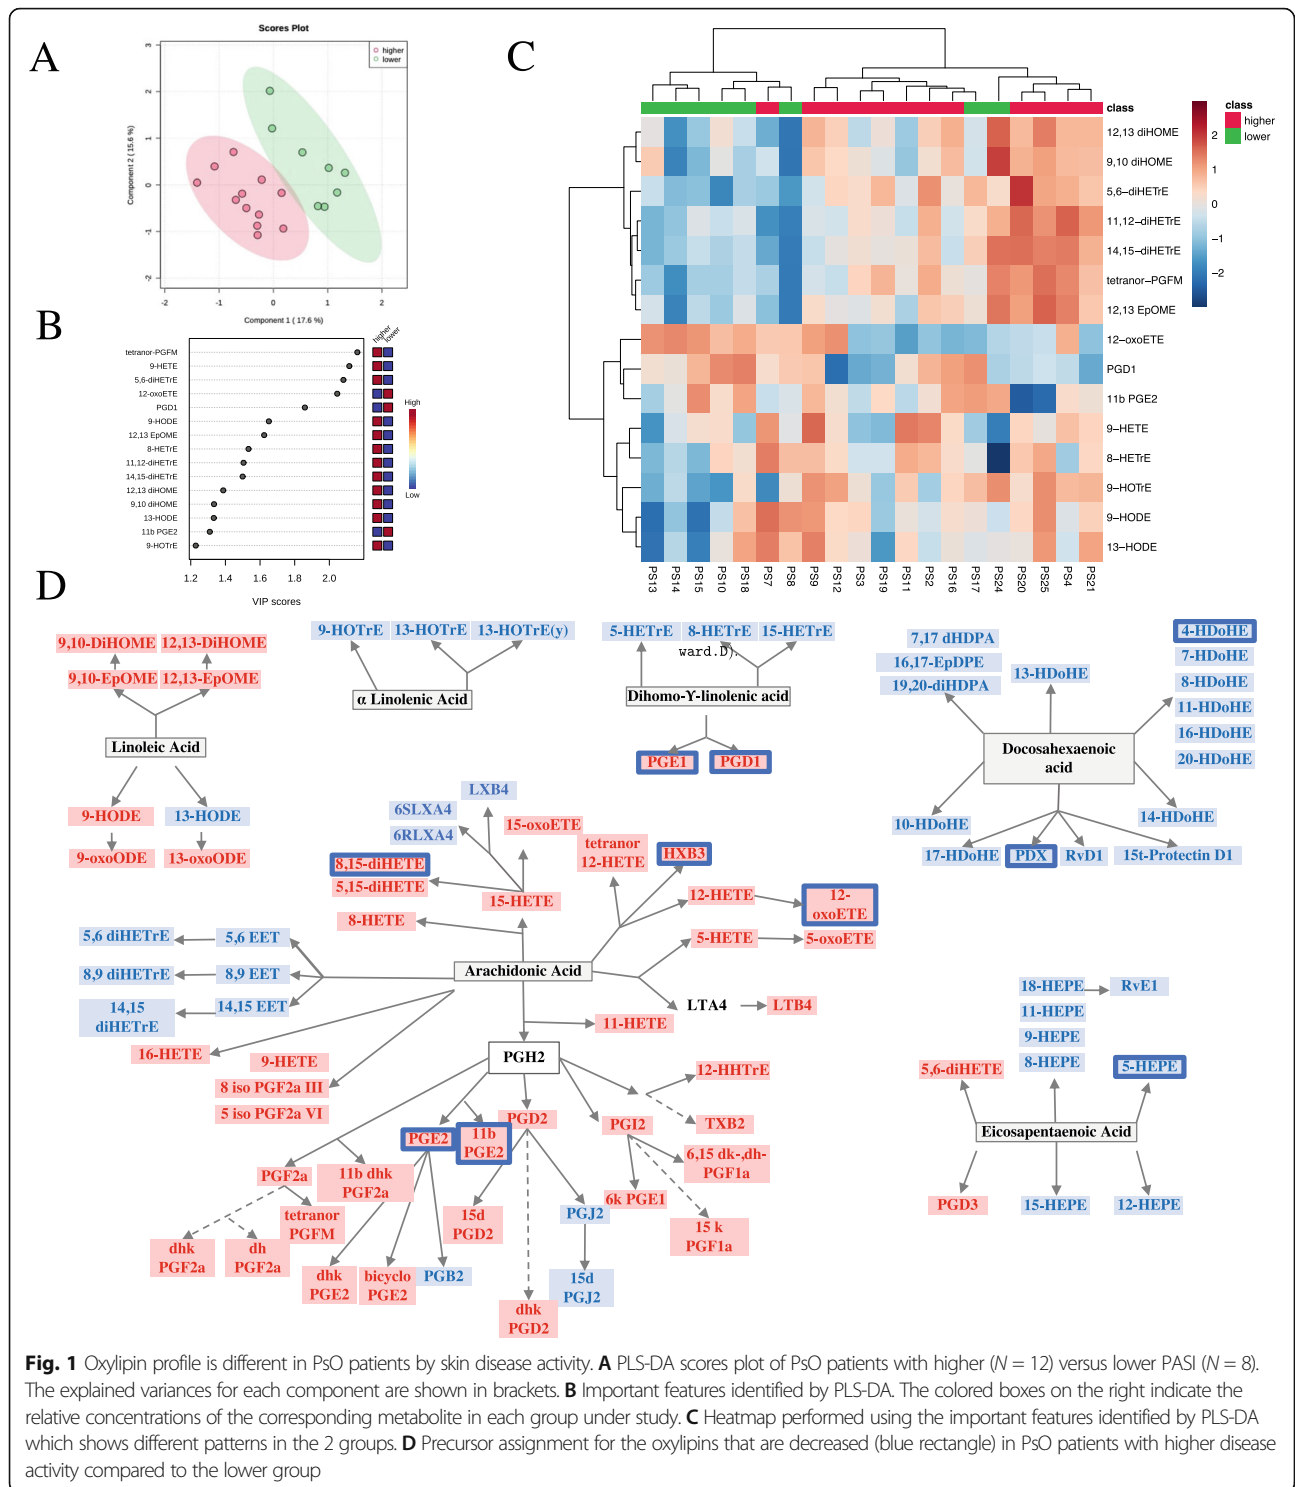 A
Scores Plot
higher
lower
Component 2 ( 15.6 %)
3
2
1
0
-1
-2
-2
-1
0
1
2
Component 1 ( 17.6 %)
B
higher
lower
tetranor-PGFM
9-HETE
5,6-diHETrE
12-oxoETE
PGD1
9-HODE
12,13 EpOME
8-HETrE
11,12-diHETrE
14,15-diHETrE
12,13 diHOME
9,10 diHOME
13-HODE
11b PGE2
9-HOTrE
High
Low
1.2
1.4
1.6
1.8
2.0
VIP scores
C
class
12,13 diHOME
9,10 diHOME
5,6−diHETrE
11,12−diHETrE
14,15−diHETrE
tetranor−PGFM
12,13 EpOME
12−oxoETE
PGD1
11b PGE2
9−HETE
8−HETrE
9−HOTrE
9−HODE
13−HODE
PS13
PS14
PS15
PS10
PS18
PS7
PS8
PS9
PS12
PS3
PS19
PS11
PS2
PS16
PS17
PS24
PS20
PS25
PS4
PS21
2
1
0
−1
−2
class
higher
lower
D
9,10-DiHOME 12,13-DiHOME
9,10-EpOME 12,13-EpOME
Linoleic Acid
9-HODE 13-HODE
9-oxoODE 13-oxoODE
9-HOTrE 13-HOTrE 13-HOTrE(y)
α Linolenic Acid
5-HETrE 8-HETrE 15-HETrE
ward.D).
Dihomo-Y-linolenic acid
PGE1 PGD1
7,17 dHDPA
16,17-EpDPE
19,20-diHDPA
13-HDoHE
4-HDoHE
7-HDoHE
8-HDoHE
11-HDoHE
16-HDoHE
20-HDoHE
Docosahexaenoic
acid
10-HDoHE
14-HDoHE
17-HDoHE PDX RvD1 15t-Protectin D1
LXB4
6SLXA4
6RLXA4
15-oxoETE
8,15-diHETE
5,15-diHETE
15-HETE
8-HETE
tetranor
12-HETE
HXB3
12-HETE
12-
oxoETE
5-HETE 5-oxoETE
Arachidonic Acid
LTA4 LTB4
5,6 diHETrE 5,6 EET
8,9 diHETrE 8,9 EET
14,15
diHETrE
14,15 EET
16-HETE
9-HETE
8 iso PGF2a III
5 iso PGF2a VI
11-HETE
PGH2
12-HHTrE
TXB2
PGE2
11b
PGE2
PGD2
PGI2
6,15 dk-,dh-
PGF1a
6k PGE1
15 k
PGF1a
PGF2a
11b dhk
PGF2a
tetranor
PGFM
dhk
PGF2a
dh
PGF2a
dhk
PGE2
bicyclo
PGE2
PGB2
15d
PGD2
PGJ2
15d
PGJ2
dhk
PGD2
18-HEPE RvE1
11-HEPE
9-HEPE
8-HEPE
5,6-diHETE
5-HEPE
Eicosapentaenoic Acid
PGD3 15-HEPE 12-HEPE
Fig. 1 Oxylipin profile is different in PsO patients by skin disease activity. A PLS-DA scores plot of PsO patients with higher (N = 12) versus lower PASI (N = 8).
The explained variances for each component are shown in brackets. B Important features identified by PLS-DA. The colored boxes on the right indicate the
relative concentrations of the corresponding metabolite in each group under study. C Heatmap performed using the important features identified by PLS-DA
which shows different patterns in the 2 groups. D Precursor assignment for the oxylipins that are decreased (blue rectangle) in PsO patients with higher disease
activity compared to the lower group